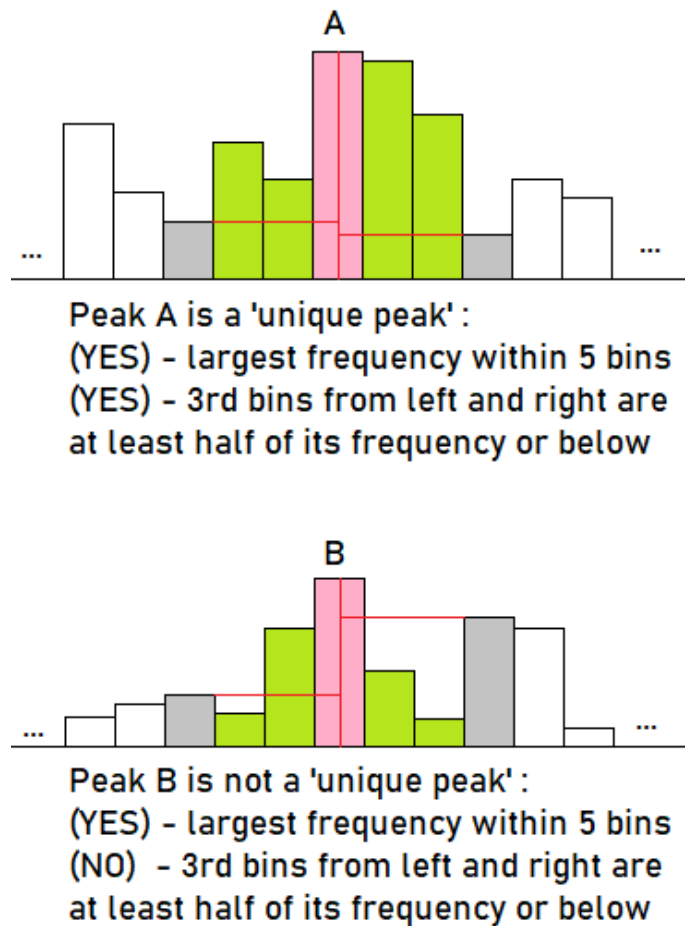 A
... ...
Peak A is a 'unique peak' :
(YES) - largest frequency within 5 bins
(YES) - 3rd bins from left and right are
at least half of its frequency or below
B
... ...
Peak B is not a 'unique peak' :
(YES) - largest frequency within 5 bins
(NO) - 3rd bins from left and right are
at least half of its frequency or below